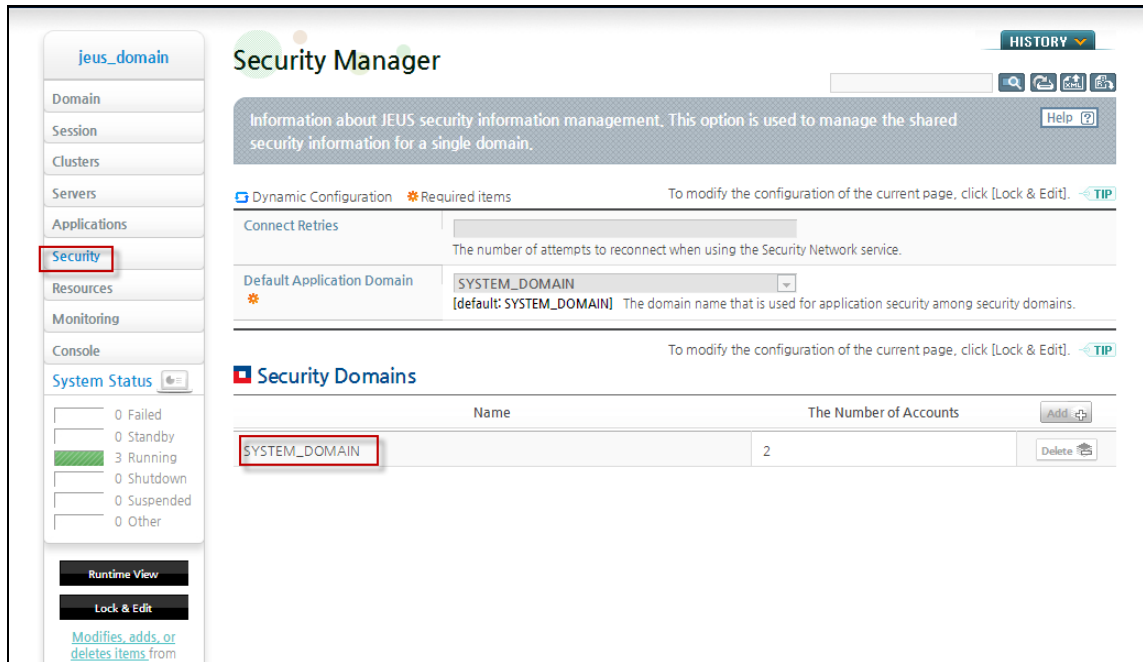 HISTORY
jeus_domain
Security Manager
Domain
Session
Clusters
Servers
Applications
Security
Resources
Monitoring
Console
System Status
0 Failed
0 Standby
3 Running
0 Shutdown
0 Suspended
0 Other
Runtime View
Lock & Edit
Modifies, adds, or
deletes items from
Information about JEUS security information management. This option is used to manage the shared
security information for a single domain.
Help ?
Dynamic Configuration Required items
To modify the configuration of the current page, click [Lock & Edit]. TIP
Connect Retries
The number of attempts to reconnect when using the Security Network service.
Default Application Domain
SYSTEM_DOMAIN
[default: SYSTEM_DOMAIN] The domain name that is used for application security among security domains.
To modify the configuration of the current page, click [Lock & Edit]. TIP
Security Domains
Name The Number of Accounts Add
SYSTEM_DOMAIN 2 Delete